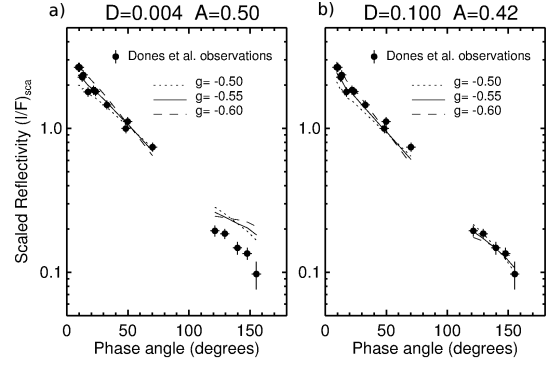 a) D=0.004 A=0.50
b) D=0.100 A=0.42
Dones et al. observations
g= -0.50
g= -0.55
g= -0.60
Dones et al. observations
g= -0.50
g= -0.55
g= -0.60
Scaled Reflectivity (I/F)sca
1.0
0.1
1.0
0.1
0 50 100 150
0 50 100 150
Phase angle (degrees)
Phase angle (degrees)